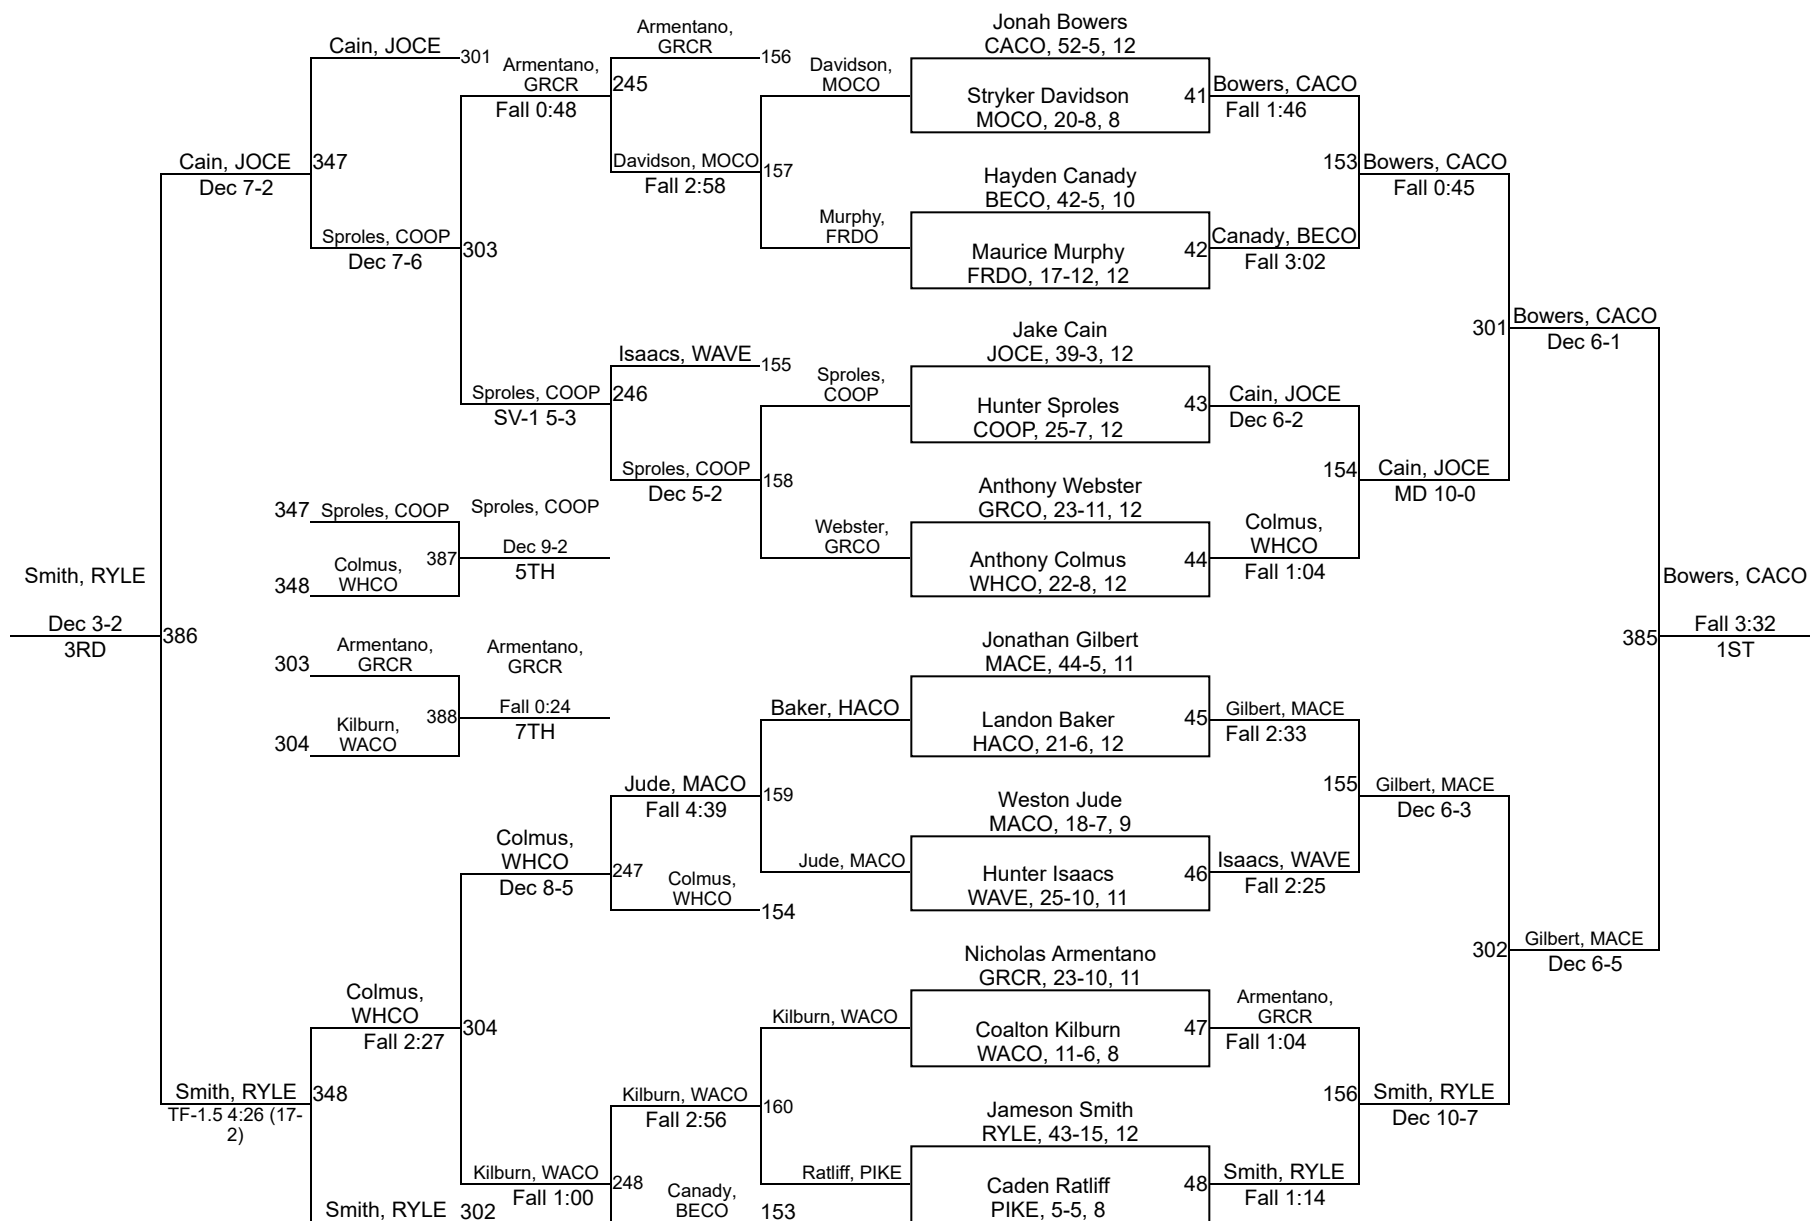 Jonah Bowers
CACO, 52-5, 12
Stryker Davidson
MOCO, 20-8, 8
41
Hayden Canady
BECO, 42-5, 10
Maurice Murphy
FRDO, 17-12, 12
42
Jake Cain
JOCE, 39-3, 12
Hunter Sproles
COOP, 25-7, 12
43
Anthony Webster
GRCO, 23-11, 12
Anthony Colmus
WHCO, 22-8, 12
44
Jonathan Gilbert
MACE, 44-5, 11
Landon Baker
HACO, 21-6, 12
45
Weston Jude
MACO, 18-7, 9
Hunter Isaacs
WAVE, 25-10, 11
46
Nicholas Armentano
GRCR, 23-10, 11
Coalton Kilburn
WACO, 11-6, 8
47
Jameson Smith
RYLE, 43-15, 12
Caden Ratliff
PIKE, 5-5, 8
48
Bowers, CACO
Fall 1:46
Canady, BECO
Fall 3:02
Cain, JOCE
Dec 6-2
Colmus,
WHCO
Fall 1:04
Gilbert, MACE
Fall 2:33
Isaacs, WAVE
Fall 2:25
Armentano,
GRCR
Fall 1:04
Smith, RYLE
Fall 1:14
153
Bowers, CACO
Fall 0:45
154
Cain, JOCE
MD 10-0
155
Gilbert, MACE
Dec 6-3
156
Smith, RYLE
Dec 10-7
301
Bowers, CACO
Dec 6-1
302
Gilbert, MACE
Dec 6-5
385
Bowers, CACO
Fall 3:32
1ST
Davidson,
MOCO
Murphy,
FRDO
Sproles,
COOP
Webster,
GRCO
Baker, HACO
Jude, MACO
Kilburn, WACO
Ratliff, PIKE
Armentano,
GRCR
156
Davidson, MOCO
Fall 2:58
157
Isaacs, WAVE
155
Sproles, COOP
Dec 5-2
158
Jude, MACO
Fall 4:39
159
Colmus,
WHCO
154
Kilburn, WACO
Fall 2:56
160
Canady,
BECO
153
Armentano,
GRCR
Fall 0:48
245
Sproles, COOP
SV-1 5-3
246
Colmus,
WHCO
Dec 8-5
247
Kilburn, WACO
Fall 1:00
248
Cain, JOCE
301
Sproles, COOP
Dec 7-6
303
Colmus,
WHCO
Fall 2:27
304
Smith, RYLE
302
Cain, JOCE
Dec 7-2
347
Smith, RYLE
TF-1.5 4:26 (17-
2)
348
Smith, RYLE
Dec 3-2
3RD
386
347
Sproles, COOP
348
Colmus,
WHCO
387
Sproles, COOP
Dec 9-2
5TH
303
Armentano,
GRCR
304
Kilburn,
WACO
388
Armentano,
GRCR
Fall 0:24
7TH